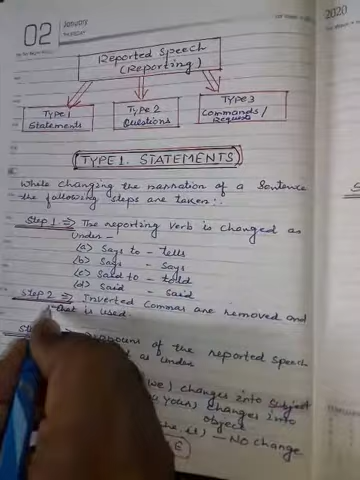 02
January
THURSDAY
2020
Reported Speech
(Reporting)
Type 1
Statements
Type 2
Questions
Type 3
Commands/
TYPE 1. STATEMENTS
While changing the narration of a sentence
the following steps are taken:-
Step 1 ⇒ The reporting verb is changed as
under -
(a) Says to - tells
(b) Says - Says
(c) Said to - told
(d) Said - Said
Step 2 ⇒ Inverted Commas are removed and
that is used.
of the reported speech
as under
we) changes into Subject
changes into
object
- No change